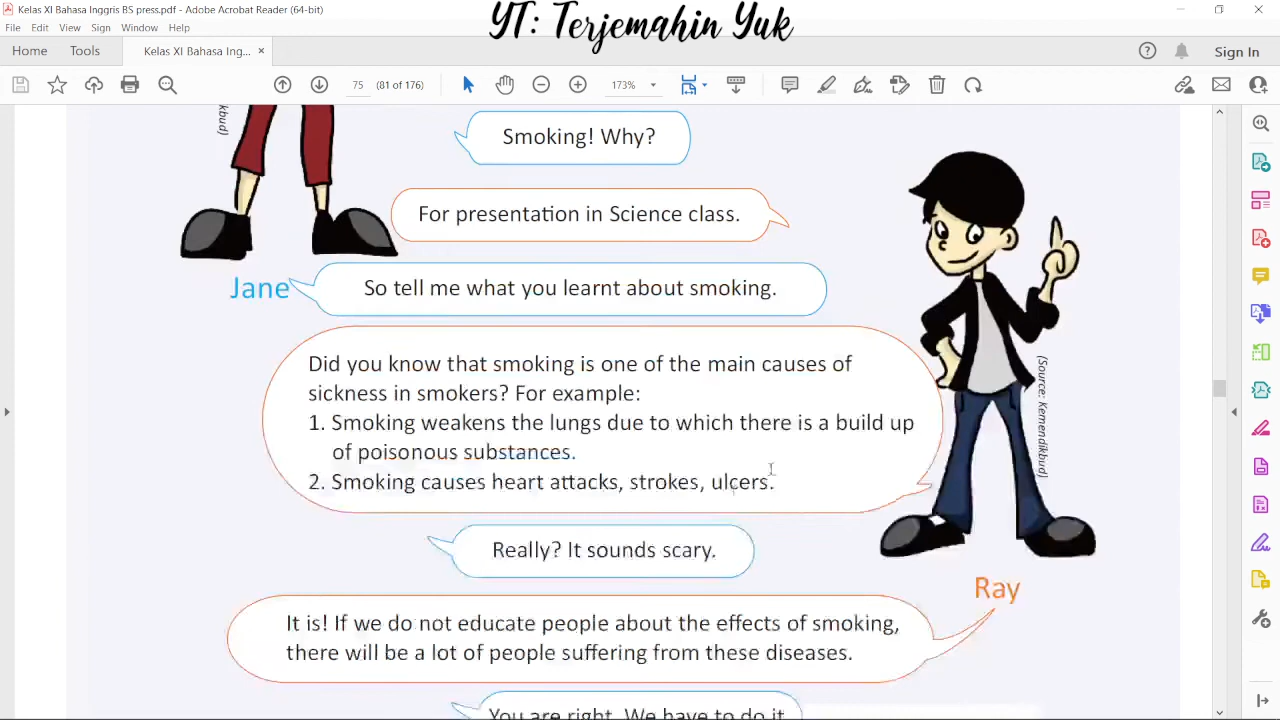 Kelas XI Bahasa Inggris BS press.pdf - Adobe Acrobat Reader (64-bit)
YT: Terjemahin Yuk
File Edit View Sign Window Help
Home Tools Kelas XI Bahasa Ing... × Sign In
75 (81 of 176) 173%
Kemendikbud)
Smoking! Why?
For presentation in Science class.
Jane
So tell me what you learnt about smoking.
Did you know that smoking is one of the main causes of
sickness in smokers? For example:
1. Smoking weakens the lungs due to which there is a build up
of poisonous substances.
2. Smoking causes heart attacks, strokes, ulcers.
(Source: Kemendikbud)
Really? It sounds scary.
Ray
It is! If we do not educate people about the effects of smoking,
there will be a lot of people suffering from these diseases.
You are right. We have to do it